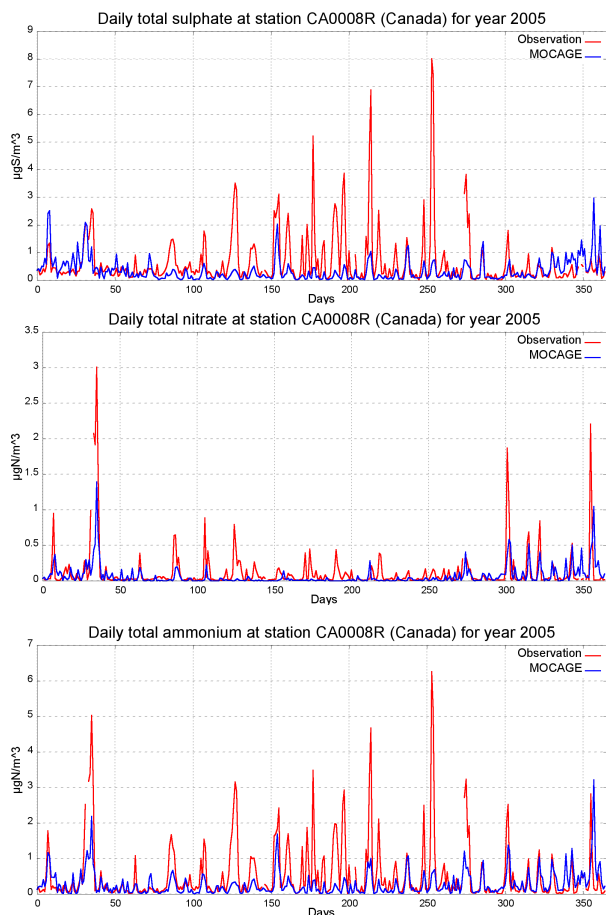 Daily total sulphate at station CA0008R (Canada) for year 2005
Observation
MOCAGE
µgS/m^3
9
8
7
6
5
4
3
2
1
0
0 50 100 150 200 250 300 350
Days
Daily total nitrate at station CA0008R (Canada) for year 2005
Observation
MOCAGE
µgN/m^3
3.5
3
2.5
2
1.5
1
0.5
0
0 50 100 150 200 250 300 350
Days
Daily total ammonium at station CA0008R (Canada) for year 2005
Observation
MOCAGE
µgN/m^3
7
6
5
4
3
2
1
0
0 50 100 150 200 250 300 350
Days